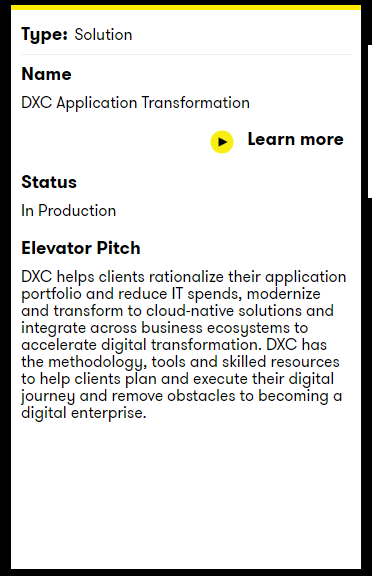 Type: Solution
Name
DXC Application Transformation
Learn more
Status
In Production
Elevator Pitch
DXC helps clients rationalize their application
portfolio and reduce IT spends, modernize
and transform to cloud-native solutions and
integrate across business ecosystems to
accelerate digital transformation. DXC has
the methodology, tools and skilled resources
to help clients plan and execute their digital
journey and remove obstacles to becoming a
digital enterprise.